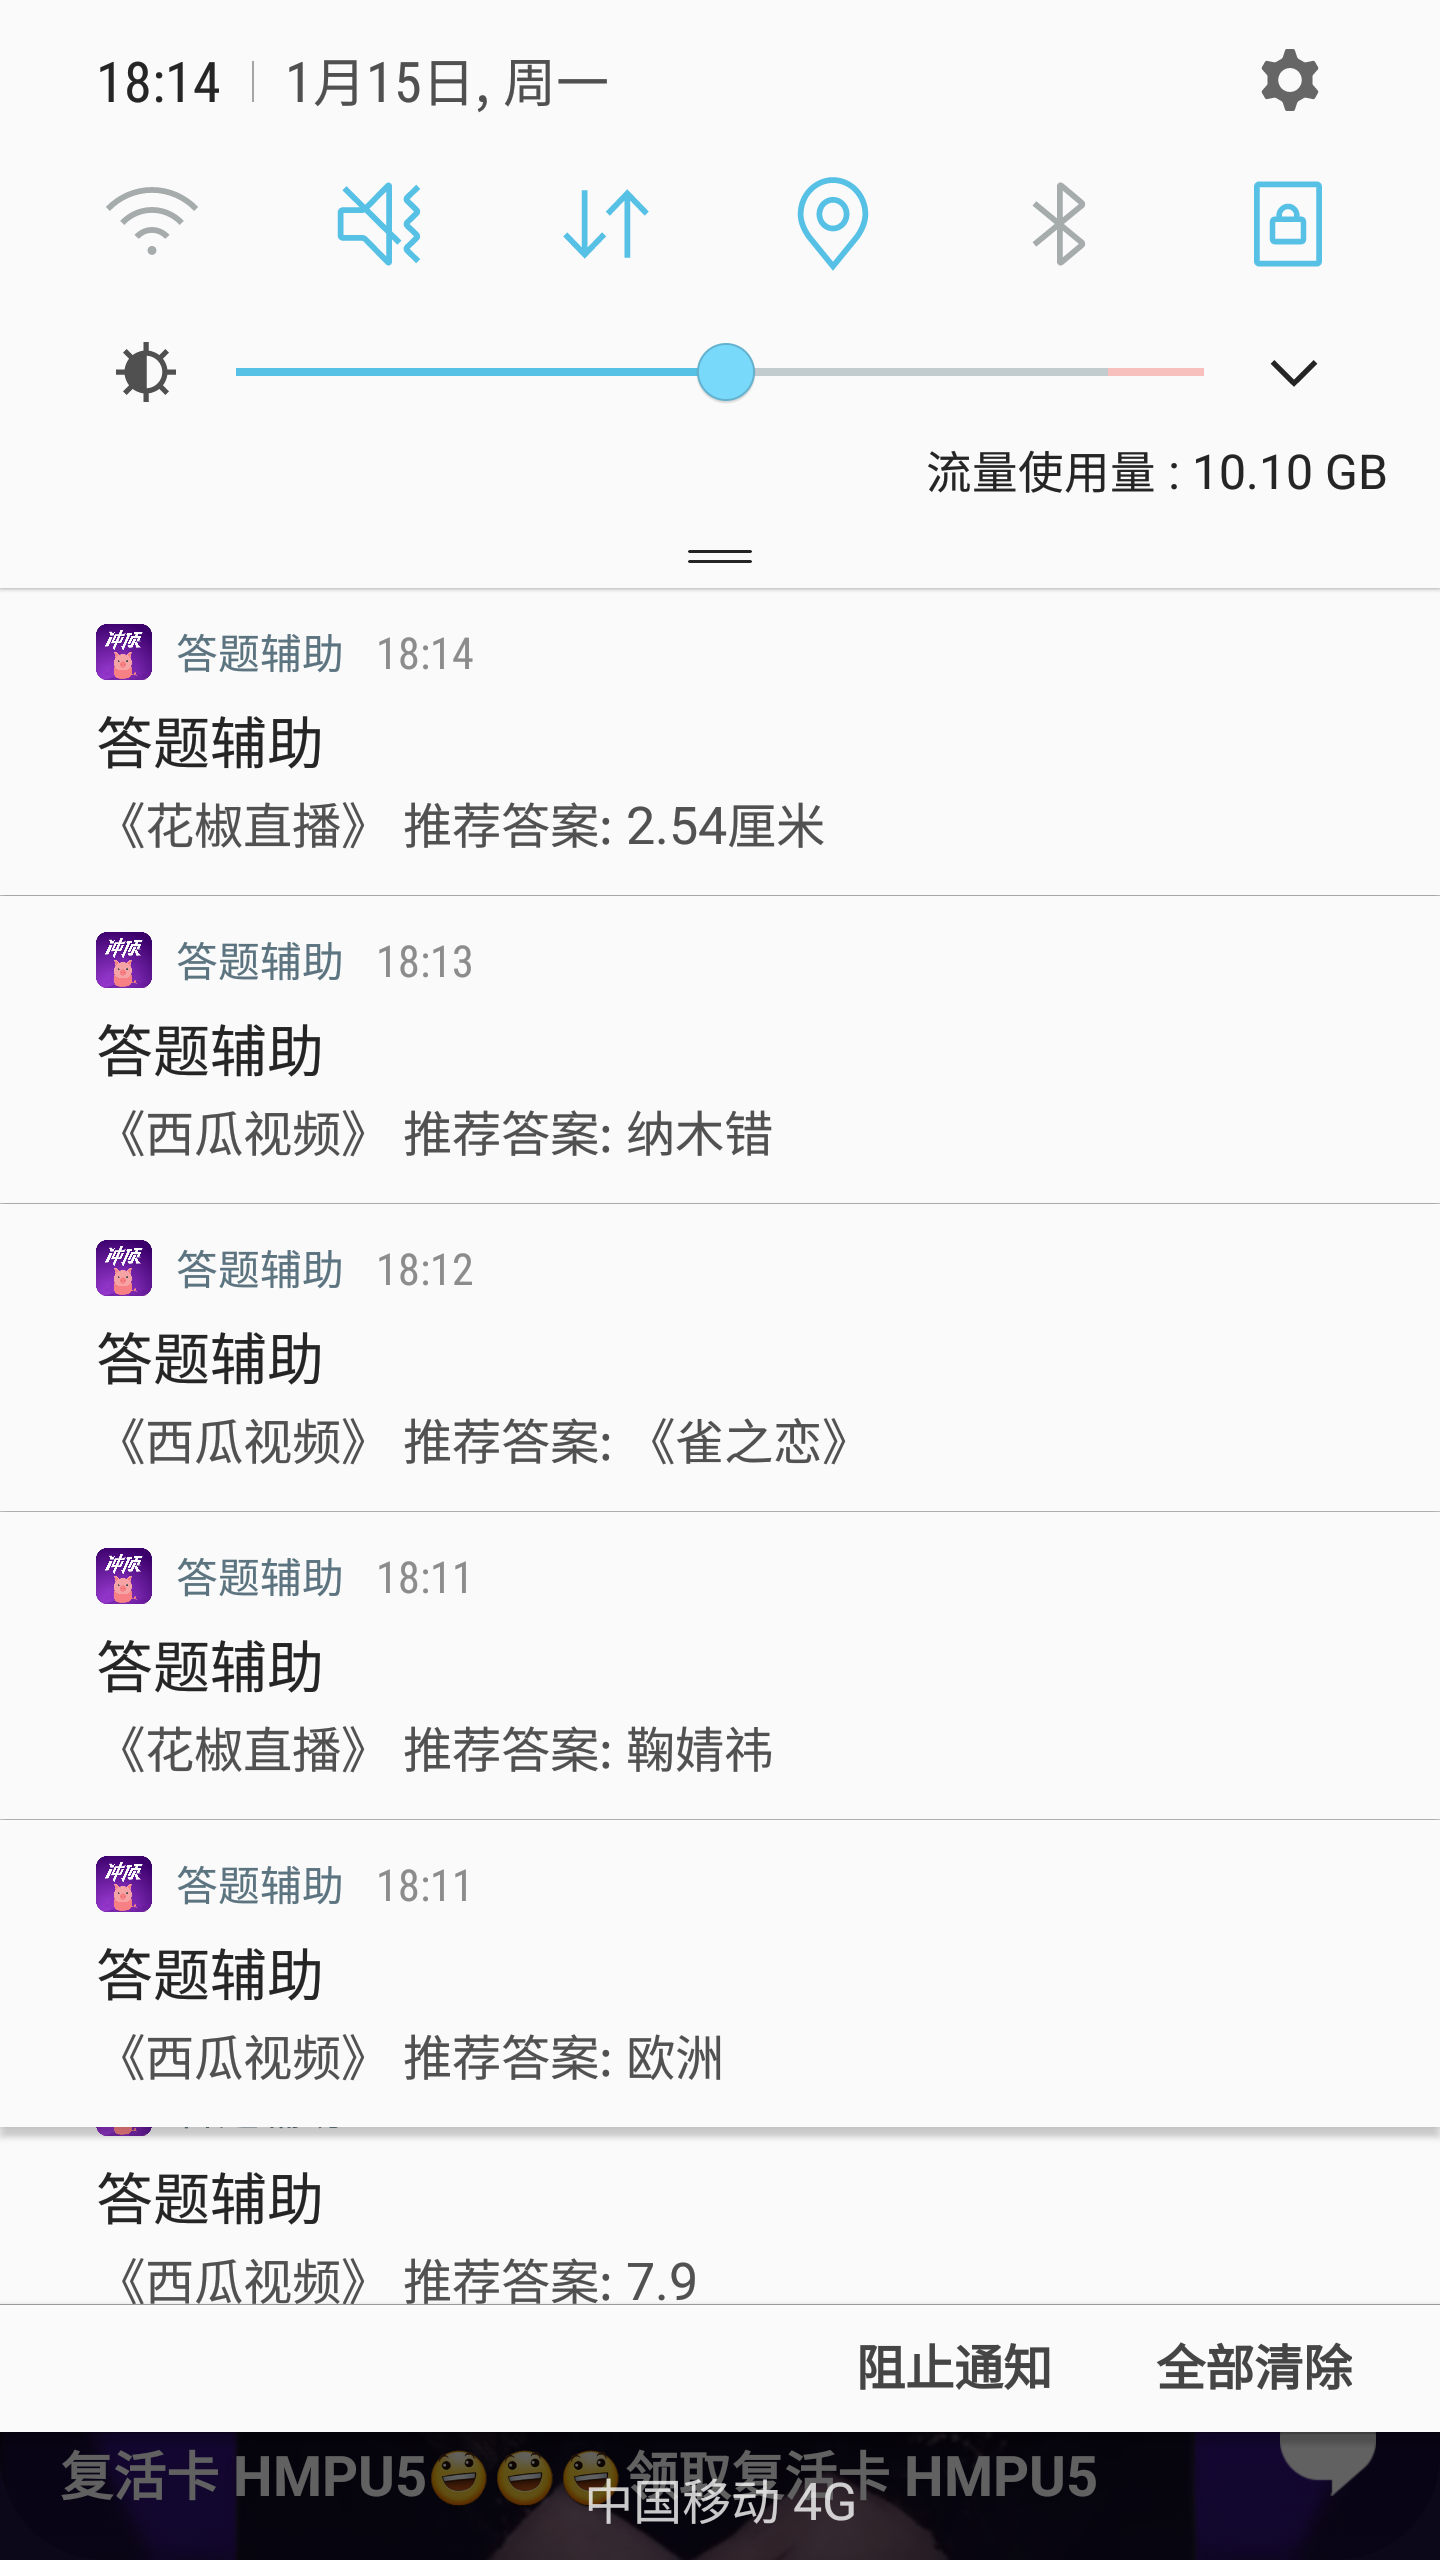 18:14 | 1月15日, 周一
流量使用量 : 10.10 GB
冲顶 答题辅助 18:14
答题辅助
《花椒直播》 推荐答案: 2.54厘米
冲顶 答题辅助 18:13
答题辅助
《西瓜视频》 推荐答案: 纳木错
冲顶 答题辅助 18:12
答题辅助
《西瓜视频》 推荐答案: 《雀之恋》
冲顶 答题辅助 18:11
答题辅助
《花椒直播》 推荐答案: 鞠婧祎
冲顶 答题辅助 18:11
答题辅助
《西瓜视频》 推荐答案: 欧洲
答题辅助
《西瓜视频》 推荐答案: 7.9
阻止通知 全部清除
复活卡 HMPU5😀😀😀领取复活卡 HMPU5
中国移动 4G